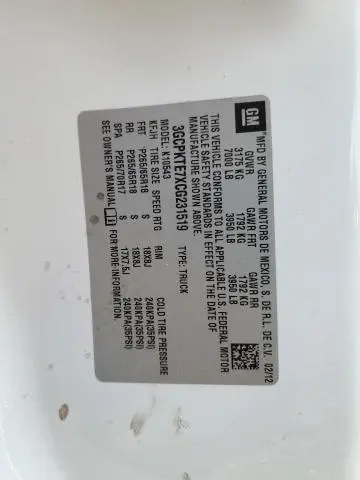 GM
MFD BY GENERAL MOTORS DE MEXICO, S. DE R.L. DE C.V. 02/12
GVWR GAWR FRT GAWR RR
3175 KG 1792 KG 1792 KG
7000 LB 3950 LB 3950 LB
THIS VEHICLE CONFORMS TO ALL APPLICABLE U.S. FEDERAL MOTOR
VEHICLE SAFETY STANDARDS IN EFFECT ON THE DATE OF
MANUFACTURE SHOWN ABOVE.
3GCPKTE7XCG231519 TYPE: TRUCK
MODEL: K10543
KFJH TIRE SIZE SPEED RTG RIM COLD TIRE PRESSURE
FRT P265/65R18 S 18X8J 240KPA(35PSI)
RR P265/65R18 S 18X8J 240KPA(35PSI)
SPA P265/70R17 S 17X7.5J 240KPA(35PSI)
SEE OWNER'S MANUAL FOR MORE INFORMATION.